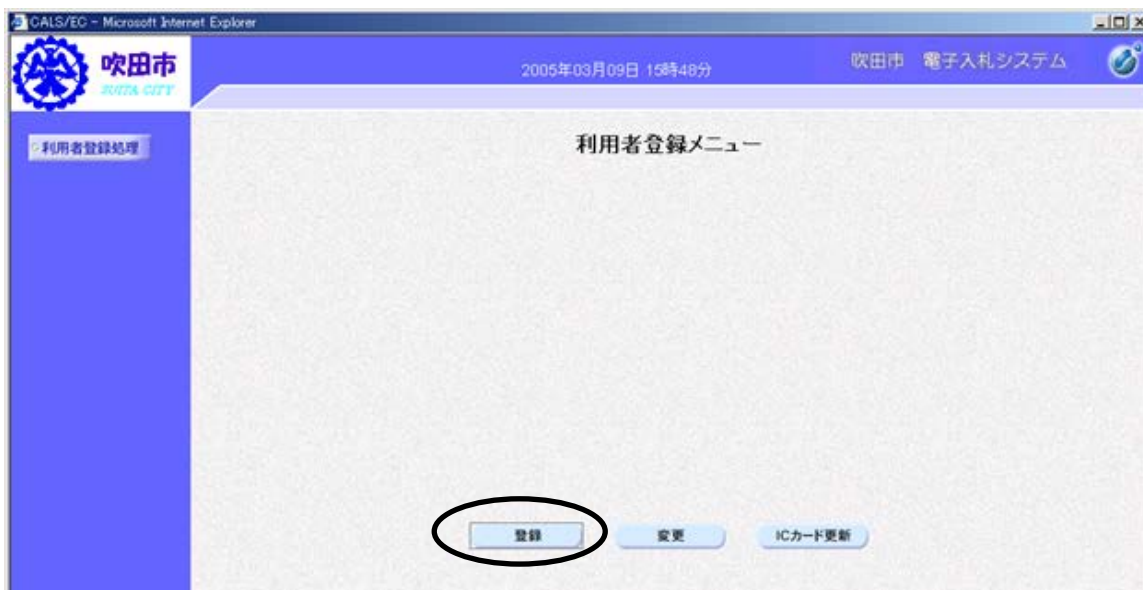 CALS/EC - Microsoft Internet Explorer
吹田市
SUITA CITY
2005年03月09日 15時48分
吹田市 電子入札システム
利用者登録処理
利用者登録メニュー
登録
変更
ICカード更新